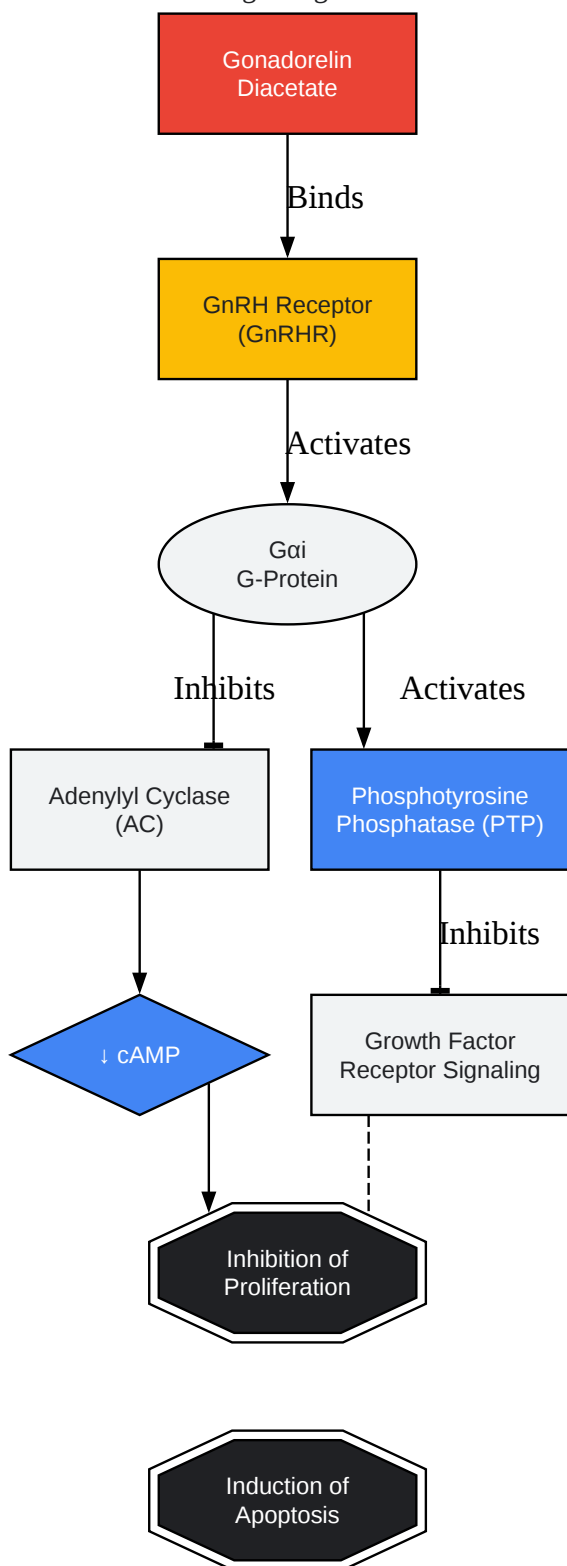 Gonadorelin
Diacetate
Binds
GnRH Receptor
(GnRHR)
Activates
Gαi
G-Protein
Inhibits
Activates
Adenylyl Cyclase
(AC)
Phosphotyrosine
Phosphatase (PTP)
Inhibits
↓ cAMP
Growth Factor
Receptor Signaling
Inhibition of
Proliferation
Induction of
Apoptosis